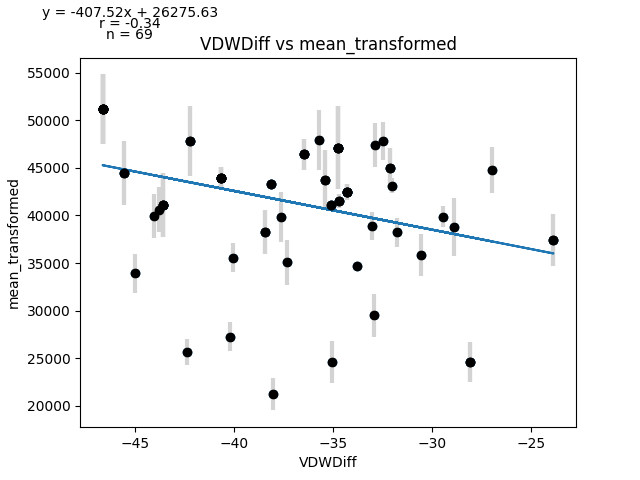 y = -407.52x + 26275.63
r = -0.34
n = 69
VDWDiff vs mean_transformed
55000
50000
45000
40000
35000
30000
25000
20000
mean_transformed
−45 −40 −35 −30 −25
VDWDiff